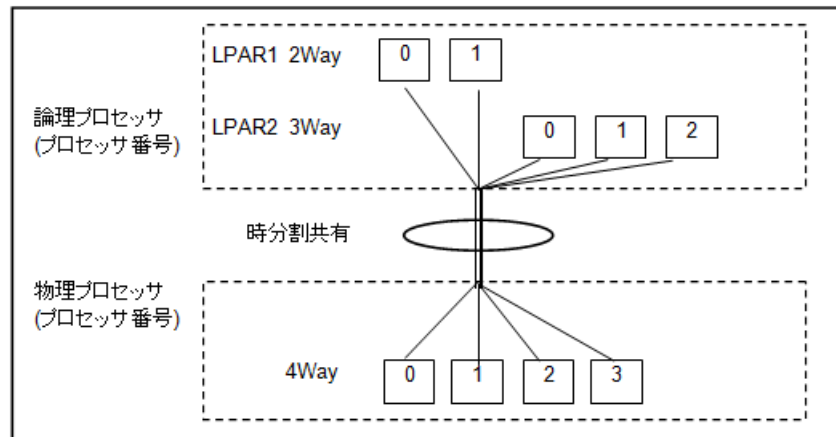 LPAR1 2Way 0 1
論理プロセッサ
(プロセッサ番号)
LPAR2 3Way 0 1 2
時分割共有
物理プロセッサ
(プロセッサ番号)
4Way 0 1 2 3